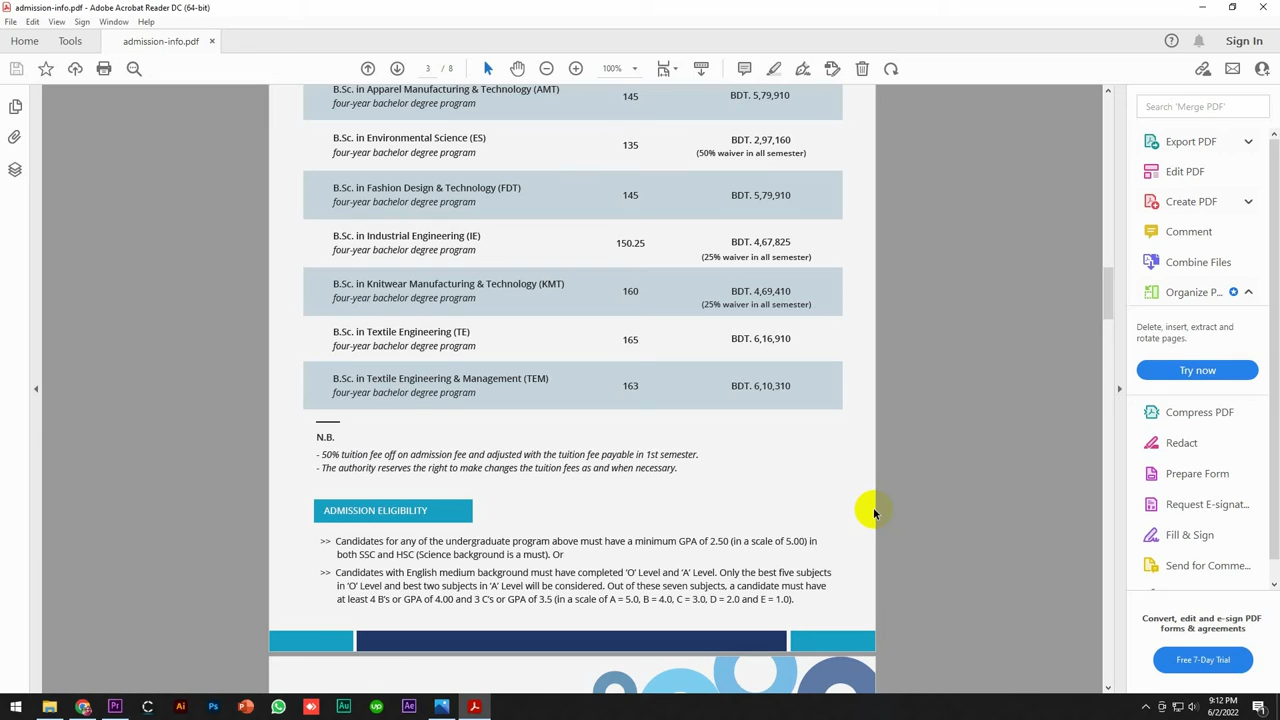 admission-info.pdf - Adobe Acrobat Reader DC (64-bit)
File Edit View Sign Window Help
Home Tools admission-info.pdf × Sign In
3 / 8 100%
B.Sc. in Apparel Manufacturing & Technology (AMT)
four-year bachelor degree program
145
BDT. 5,79,910
B.Sc. in Environmental Science (ES)
four-year bachelor degree program
135
BDT. 2,97,160
(50% waiver in all semester)
B.Sc. in Fashion Design & Technology (FDT)
four-year bachelor degree program
145
BDT. 5,79,910
B.Sc. in Industrial Engineering (IE)
four-year bachelor degree program
150.25
BDT. 4,67,825
(25% waiver in all semester)
B.Sc. in Knitwear Manufacturing & Technology (KMT)
four-year bachelor degree program
160
BDT. 4,69,410
(25% waiver in all semester)
B.Sc. in Textile Engineering (TE)
four-year bachelor degree program
165
BDT. 6,16,910
B.Sc. in Textile Engineering & Management (TEM)
four-year bachelor degree program
163
BDT. 6,10,310
N.B.
- 50% tuition fee off on admission fee and adjusted with the tuition fee payable in 1st semester.
- The authority reserves the right to make changes the tuition fees as and when necessary.
ADMISSION ELIGIBILITY
>> Candidates for any of the undergraduate program above must have a minimum GPA of 2.50 (in a scale of 5.00) in
both SSC and HSC (Science background is a must). Or
>> Candidates with English medium background must have completed 'O' Level and 'A' Level. Only the best five subjects
in 'O' Level and best two subjects in 'A' Level will be considered. Out of these seven subjects, a candidate must have
at least 4 B's or GPA of 4.00 and 3 C's or GPA of 3.5 (in a scale of A = 5.0, B = 4.0, C = 3.0, D = 2.0 and E = 1.0).
Search 'Merge PDF'
Export PDF
Edit PDF
Create PDF
Comment
Combine Files
Organize P...
Delete, insert, extract and
rotate pages.
Try now
Compress PDF
Redact
Prepare Form
Request E-signat...
Fill & Sign
Send for Comme...
Convert, edit and e-sign PDF
forms & agreements
Free 7-Day Trial
9:12 PM
6/2/2022